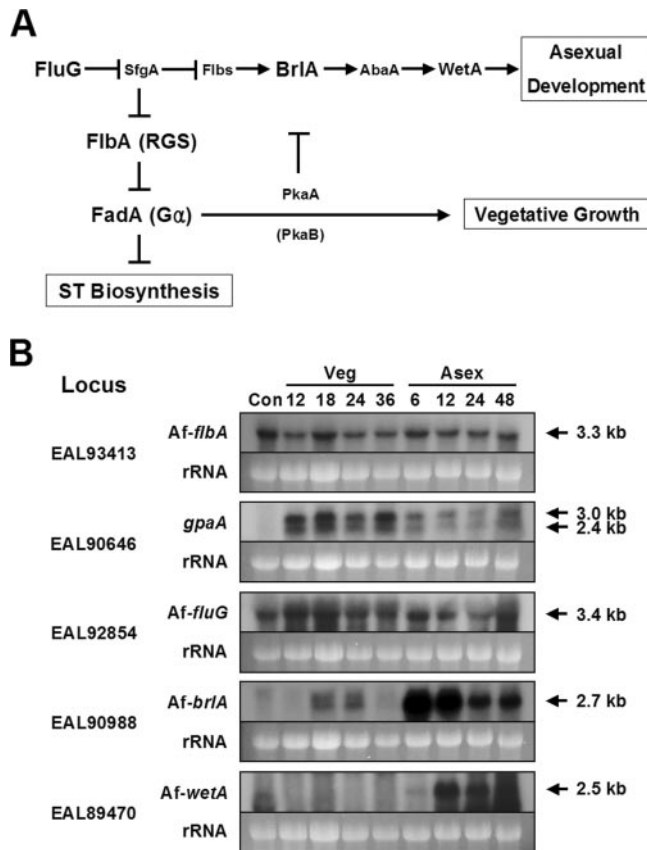 A
FluG SfgA Flbs BrlA AbaA WetA Asexual Development
FlbA (RGS)
PkaA
FadA (Gα) Vegetative Growth
(PkaB)
ST Biosynthesis
B
Locus Veg Asex
Con 12 18 24 36 6 12 24 48
Af-flbA 3.3 kb
EAL93413
rRNA
gpaA 3.0 kb
2.4 kb
EAL90646
rRNA
Af-fluG 3.4 kb
EAL92854
rRNA
Af-brlA 2.7 kb
EAL90988
rRNA
Af-wetA 2.5 kb
EAL89470
rRNA